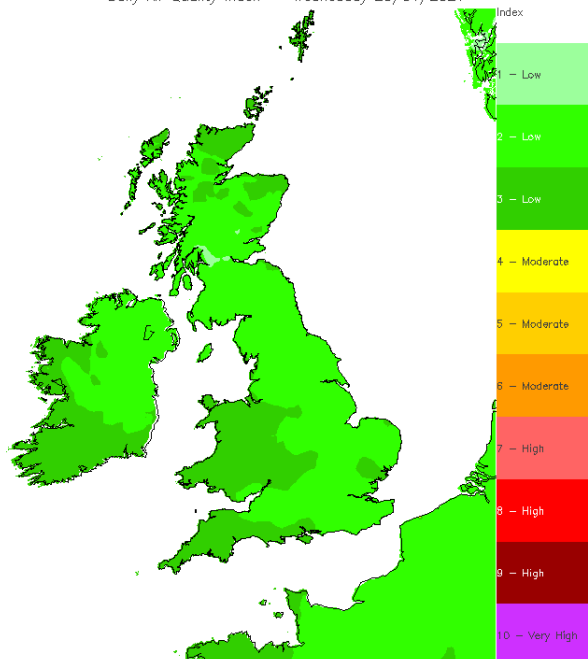 Index
1 - Low
2 - Low
3 - Low
4 - Moderate
5 - Moderate
6 - Moderate
7 - High
8 - High
9 - High
10 - Very High